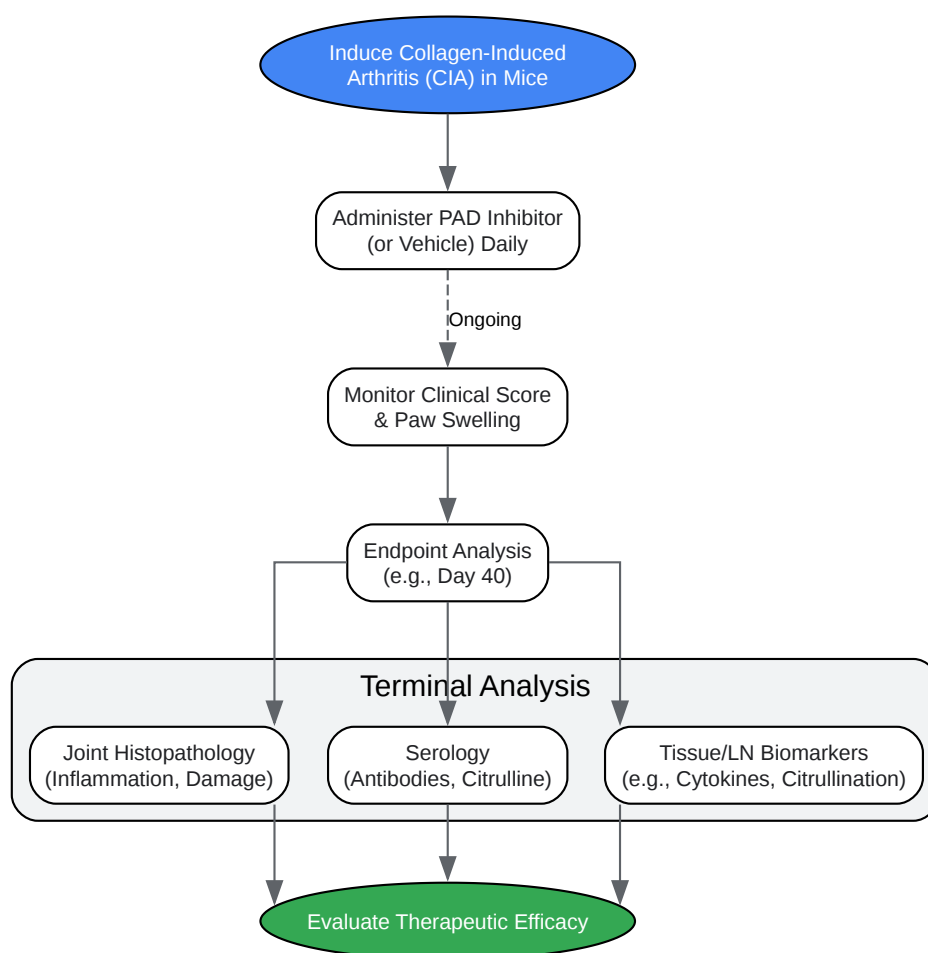 Induce Collagen-Induced
Arthritis (CIA) in Mice
Administer PAD Inhibitor
(or Vehicle) Daily
Ongoing
Monitor Clinical Score
& Paw Swelling
Endpoint Analysis
(e.g., Day 40)
Terminal Analysis
Joint Histopathology
(Inflammation, Damage)
Serology
(Antibodies, Citrulline)
Tissue/LN Biomarkers
(e.g., Cytokines, Citrullination)
Evaluate Therapeutic Efficacy